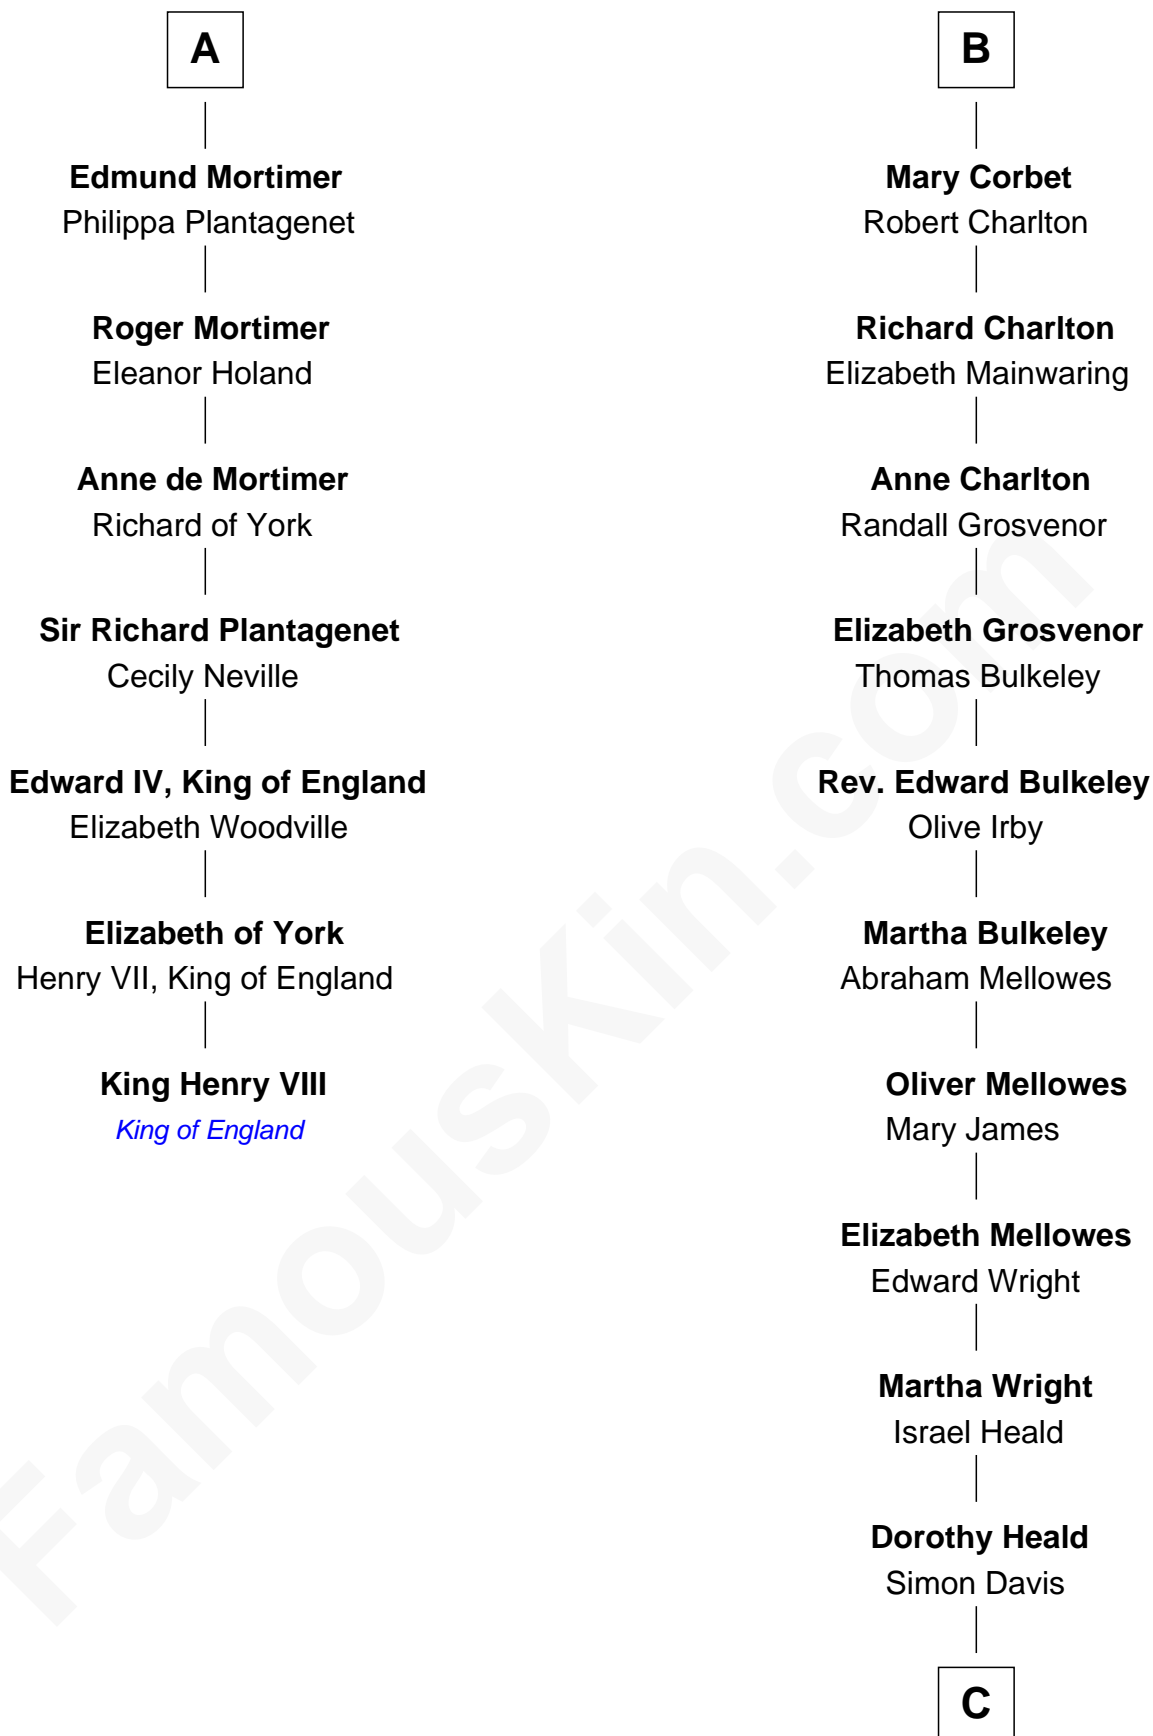 A
Edmund Mortimer
Philippa Plantagenet
Roger Mortimer
Eleanor Holand
Anne de Mortimer
Richard of York
Sir Richard Plantagenet
Cecily Neville
Edward IV, King of England
Elizabeth Woodville
Elizabeth of York
Henry VII, King of England
King Henry VIII
King of England
B
Mary Corbet
Robert Charlton
Richard Charlton
Elizabeth Mainwaring
Anne Charlton
Randall Grosvenor
Elizabeth Grosvenor
Thomas Bulkeley
Rev. Edward Bulkeley
Olive Irby
Martha Bulkeley
Abraham Mellowes
Oliver Mellowes
Mary James
Elizabeth Mellowes
Edward Wright
Martha Wright
Israel Heald
Dorothy Heald
Simon Davis
C
FamousKin.com